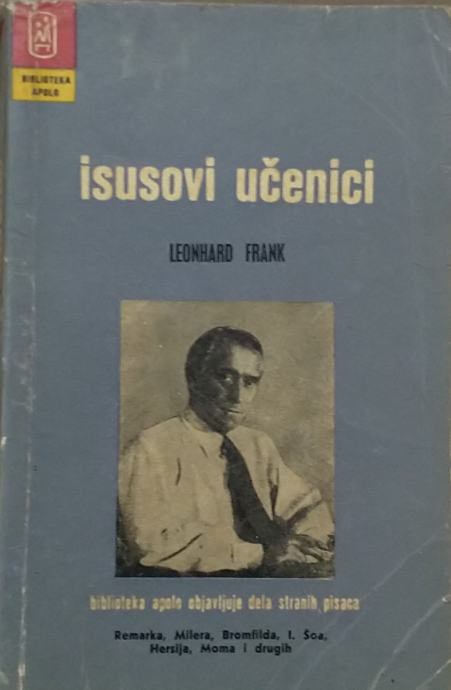 BIBLIOTEKA
APOLO
isusovi učenici
LEONHARD FRANK
biblioteka apolo objavljuje dela stranih pisaca
Remarka, Milera, Bromfilda, I. Šoa,
Hersija, Moma i drugih